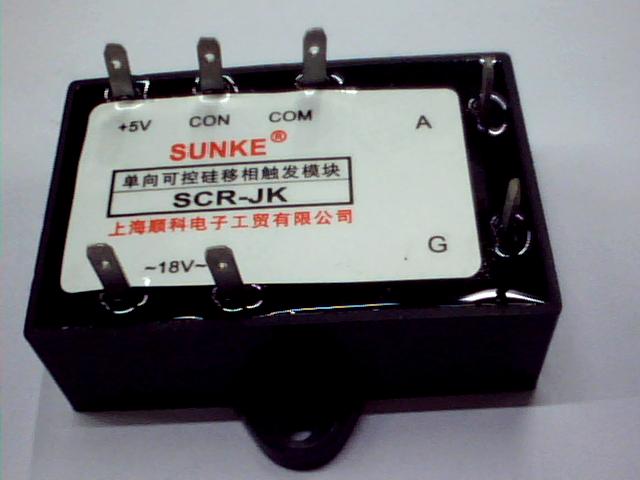 +5V CON COM A
SUNKE®
单向可控硅移相触发模块
SCR-JK
上海顺科电子工贸有限公司
G
~18V~